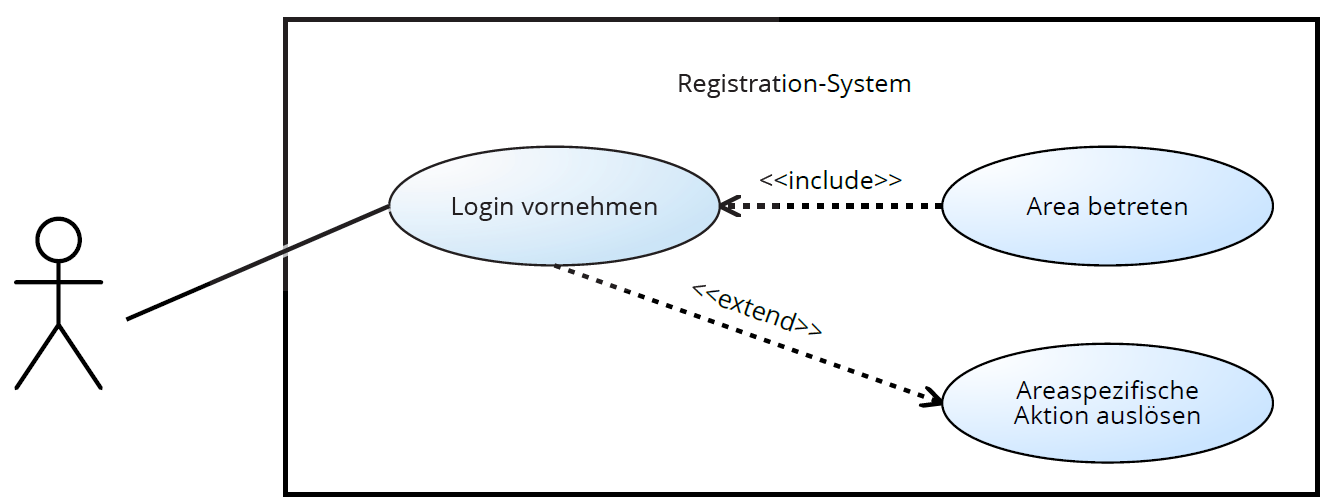 Registration-System
<<include>>
Login vornehmen
Area betreten
<<extend>>
Areaspezifische
Aktion auslösen